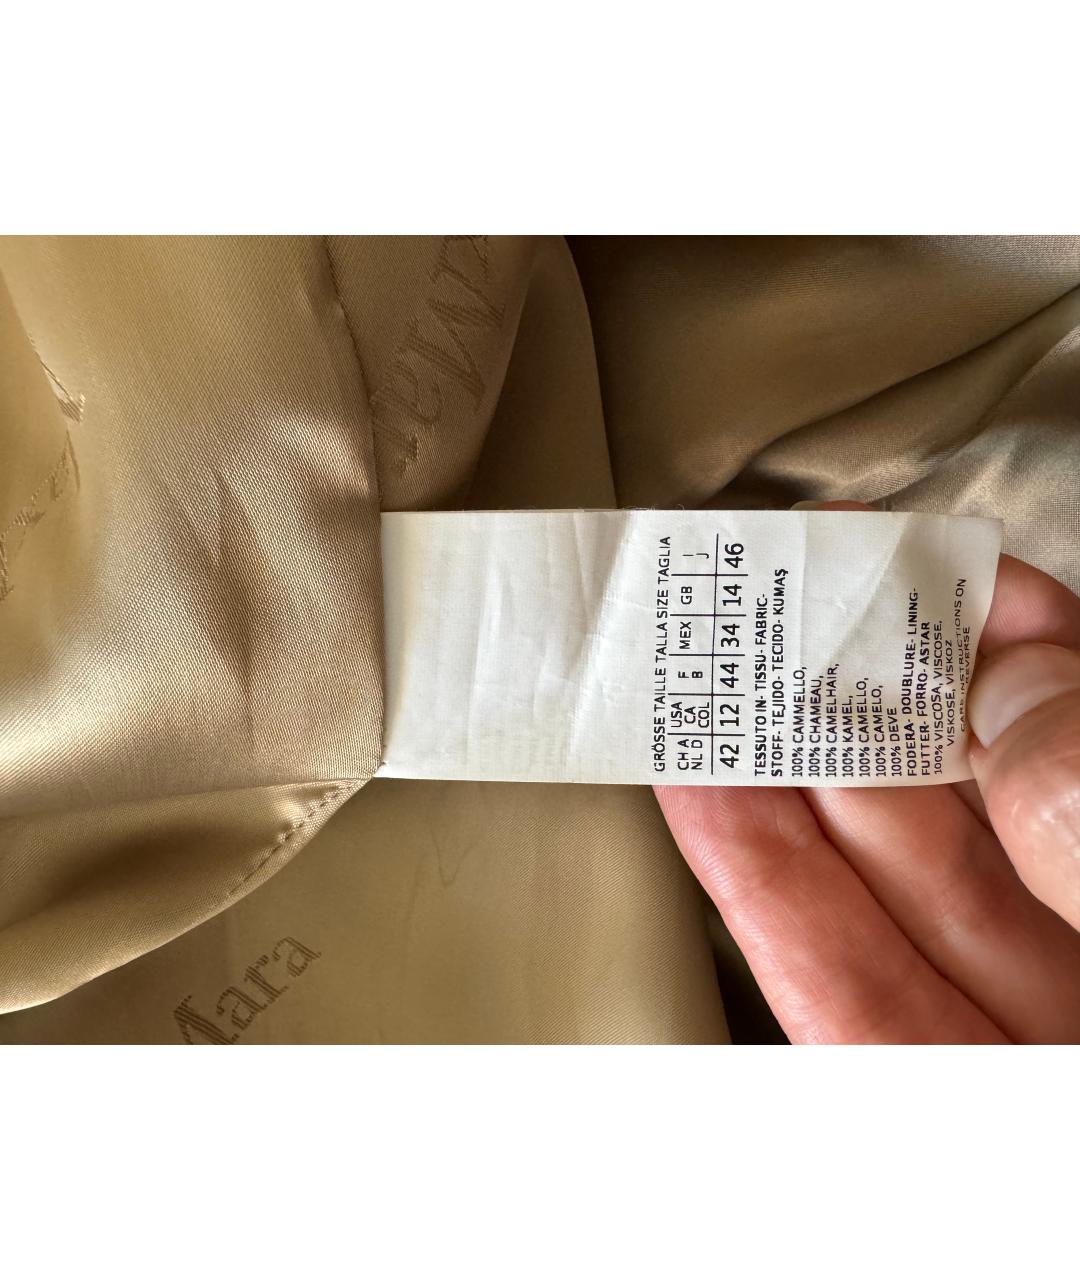 GRÖSSE TAILLE TALLA SIZE TAGLIA
CH A USA F MEX GB I
NL D CA B J
COL
42 12 44 34 14 46
TESSUTO IN- TISSU- FABRIC-
STOFF- TEJIDO- TECIDO- KUMAŞ
100% CAMMELLO,
100% CHAMEAU,
100% CAMELHAIR,
100% KAMEL,
100% CAMELLO,
100% CAMELO,
100% DEVE
FODERA- DOUBLURE- LINING-
FUTTER- FORRO- ASTAR
100% VISCOSA, VISCOSE,
VISKOSE, VISKOZ
CARE INSTRUCTIONS ON
REVERSE
Mara